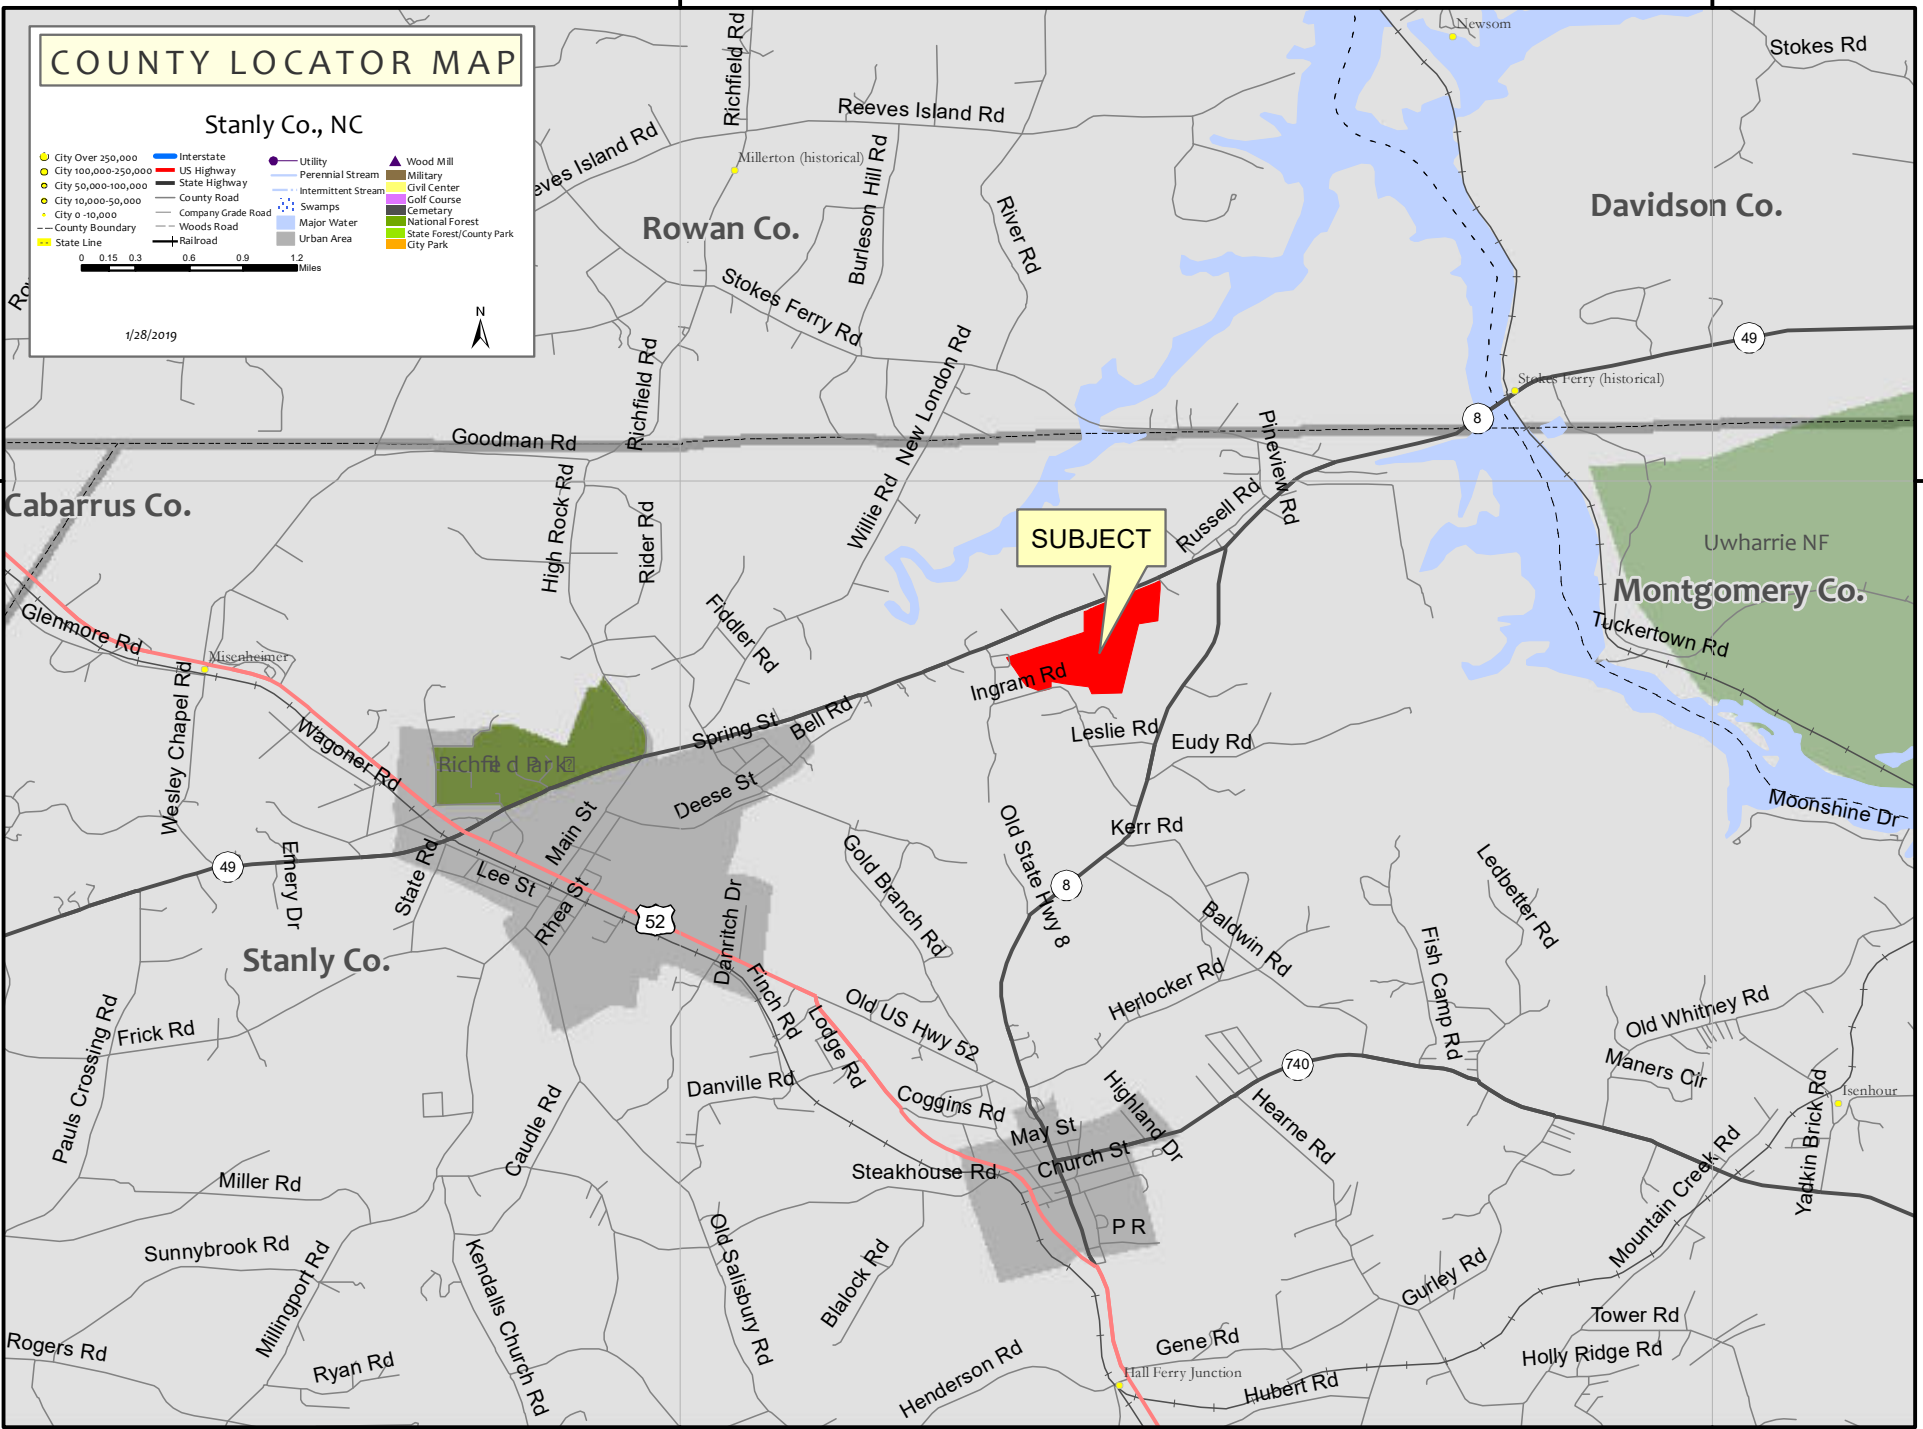 COUNTY LOCATOR MAP
Stanly Co., NC
City Over 250,000
City 100,000-250,000
City 50,000-100,000
City 10,000-50,000
City 0 -10,000
County Boundary
State Line
Interstate
US Highway
State Highway
County Road
Company Grade Road
Woods Road
Railroad
Utility
Perennial Stream
Intermittent Stream
Swamps
Major Water
Urban Area
Wood Mill
Military
Civil Center
Golf Course
Cemetary
National Forest
State Forest/County Park
City Park
0 0.15 0.3 0.6 0.9 1.2
Miles
1/28/2019
N
Newsom
Stokes Rd
Richfield Rd
Reeves Island Rd
eves Island Rd
Millerton (historical)
Burleson Hill Rd
River Rd
Rowan Co.
Davidson Co.
Stokes Ferry Rd
49
Stokes Ferry (historical)
8
Richfield Rd
New London Rd
Goodman Rd
Pineview Rd
Cabarrus Co.
High Rock Rd
Rider Rd
Willie Rd
Russell Rd
SUBJECT
Uwharrie NF
Montgomery Co.
Tuckertown Rd
Glenmore Rd
Misenheimer
Fiddler Rd
Wesley Chapel Rd
Ingram Rd
Wagoner Rd
Spring St
Bell Rd
Leslie Rd
Eudy Rd
Richfield Park
Deese St
Moonshine Dr
Main St
Kerr Rd
Old State Hwy 8
Gold Branch Rd
49
Emery Dr
State Rd
Lee St
Rhea St
52
Danritch Dr
8
Baldwin Rd
Ledbetter Rd
Fish Camp Rd
Stanly Co.
Finch Rd
Lodge Rd
Old US Hwy 52
Herlocker Rd
Old Whitney Rd
Pauls Crossing Rd
Frick Rd
Maners Cir
740
Danville Rd
Coggins Rd
Highland Dr
Hearne Rd
Yadkin Brick Rd
Isenhour
Caudle Rd
May St
Church St
Steakhouse Rd
Mountain Creek Rd
Miller Rd
P R
Sunnybrook Rd
Millingport Rd
Kendalls Church Rd
Old Salisbury Rd
Blalock Rd
Gurley Rd
Tower Rd
Rogers Rd
Ryan Rd
Gene Rd
Holly Ridge Rd
Henderson Rd
Hall Ferry Junction
Hubert Rd